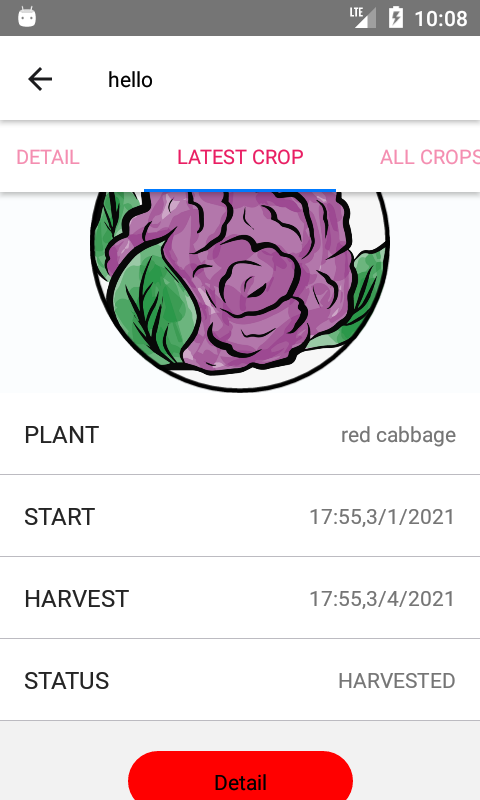 LTE 10:08
hello
DETAIL LATEST CROP ALL CROPS
PLANT red cabbage
START 17:55,3/1/2021
HARVEST 17:55,3/4/2021
STATUS HARVESTED
Detail